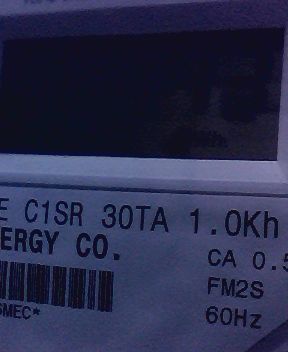 E C1SR 30TA 1.0Kh
ERGY CO.
CA 0.5
FM2S
SMEC*
60Hz